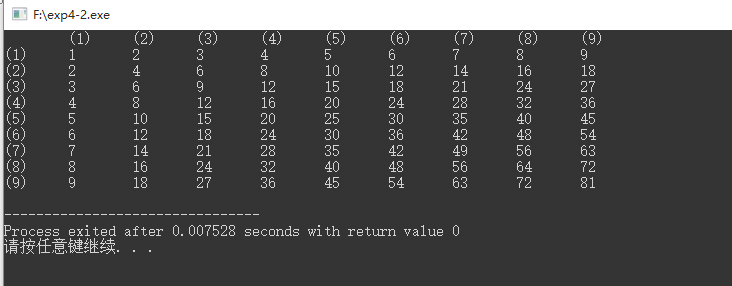 F:\exp4-2.exe
(1) (2) (3) (4) (5) (6) (7) (8) (9)
(1) 1 2 3 4 5 6 7 8 9
(2) 2 4 6 8 10 12 14 16 18
(3) 3 6 9 12 15 18 21 24 27
(4) 4 8 12 16 20 24 28 32 36
(5) 5 10 15 20 25 30 35 40 45
(6) 6 12 18 24 30 36 42 48 54
(7) 7 14 21 28 35 42 49 56 63
(8) 8 16 24 32 40 48 56 64 72
(9) 9 18 27 36 45 54 63 72 81
--------------------------------
Process exited after 0.007528 seconds with return value 0
请按任意键继续. . .